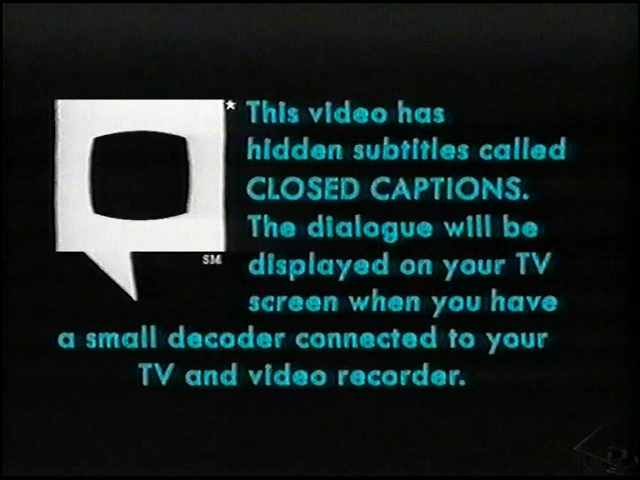 * This video has
hidden subtitles called
CLOSED CAPTIONS.
The dialogue will be
SM
displayed on your TV
screen when you have
a small decoder connected to your
TV and video recorder.